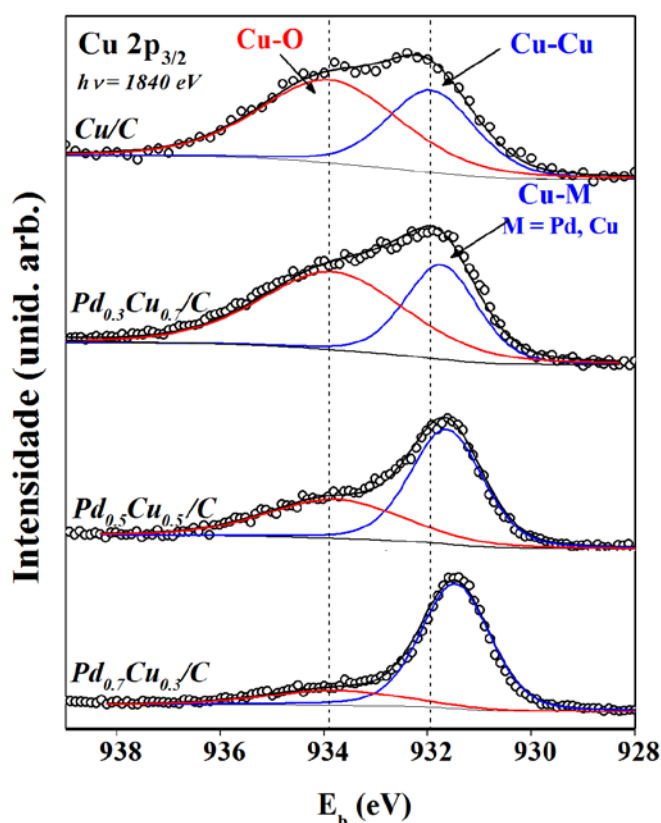 Cu 2p3/2
hν = 1840 eV
Cu-O
Cu-Cu
Cu/C
Cu-M
M = Pd, Cu
Pd0.3Cu0.7/C
Pd0.5Cu0.5/C
Pd0.7Cu0.3/C
Intensidade (unid. arb.)
938 936 934 932 930 928
Eb (eV)